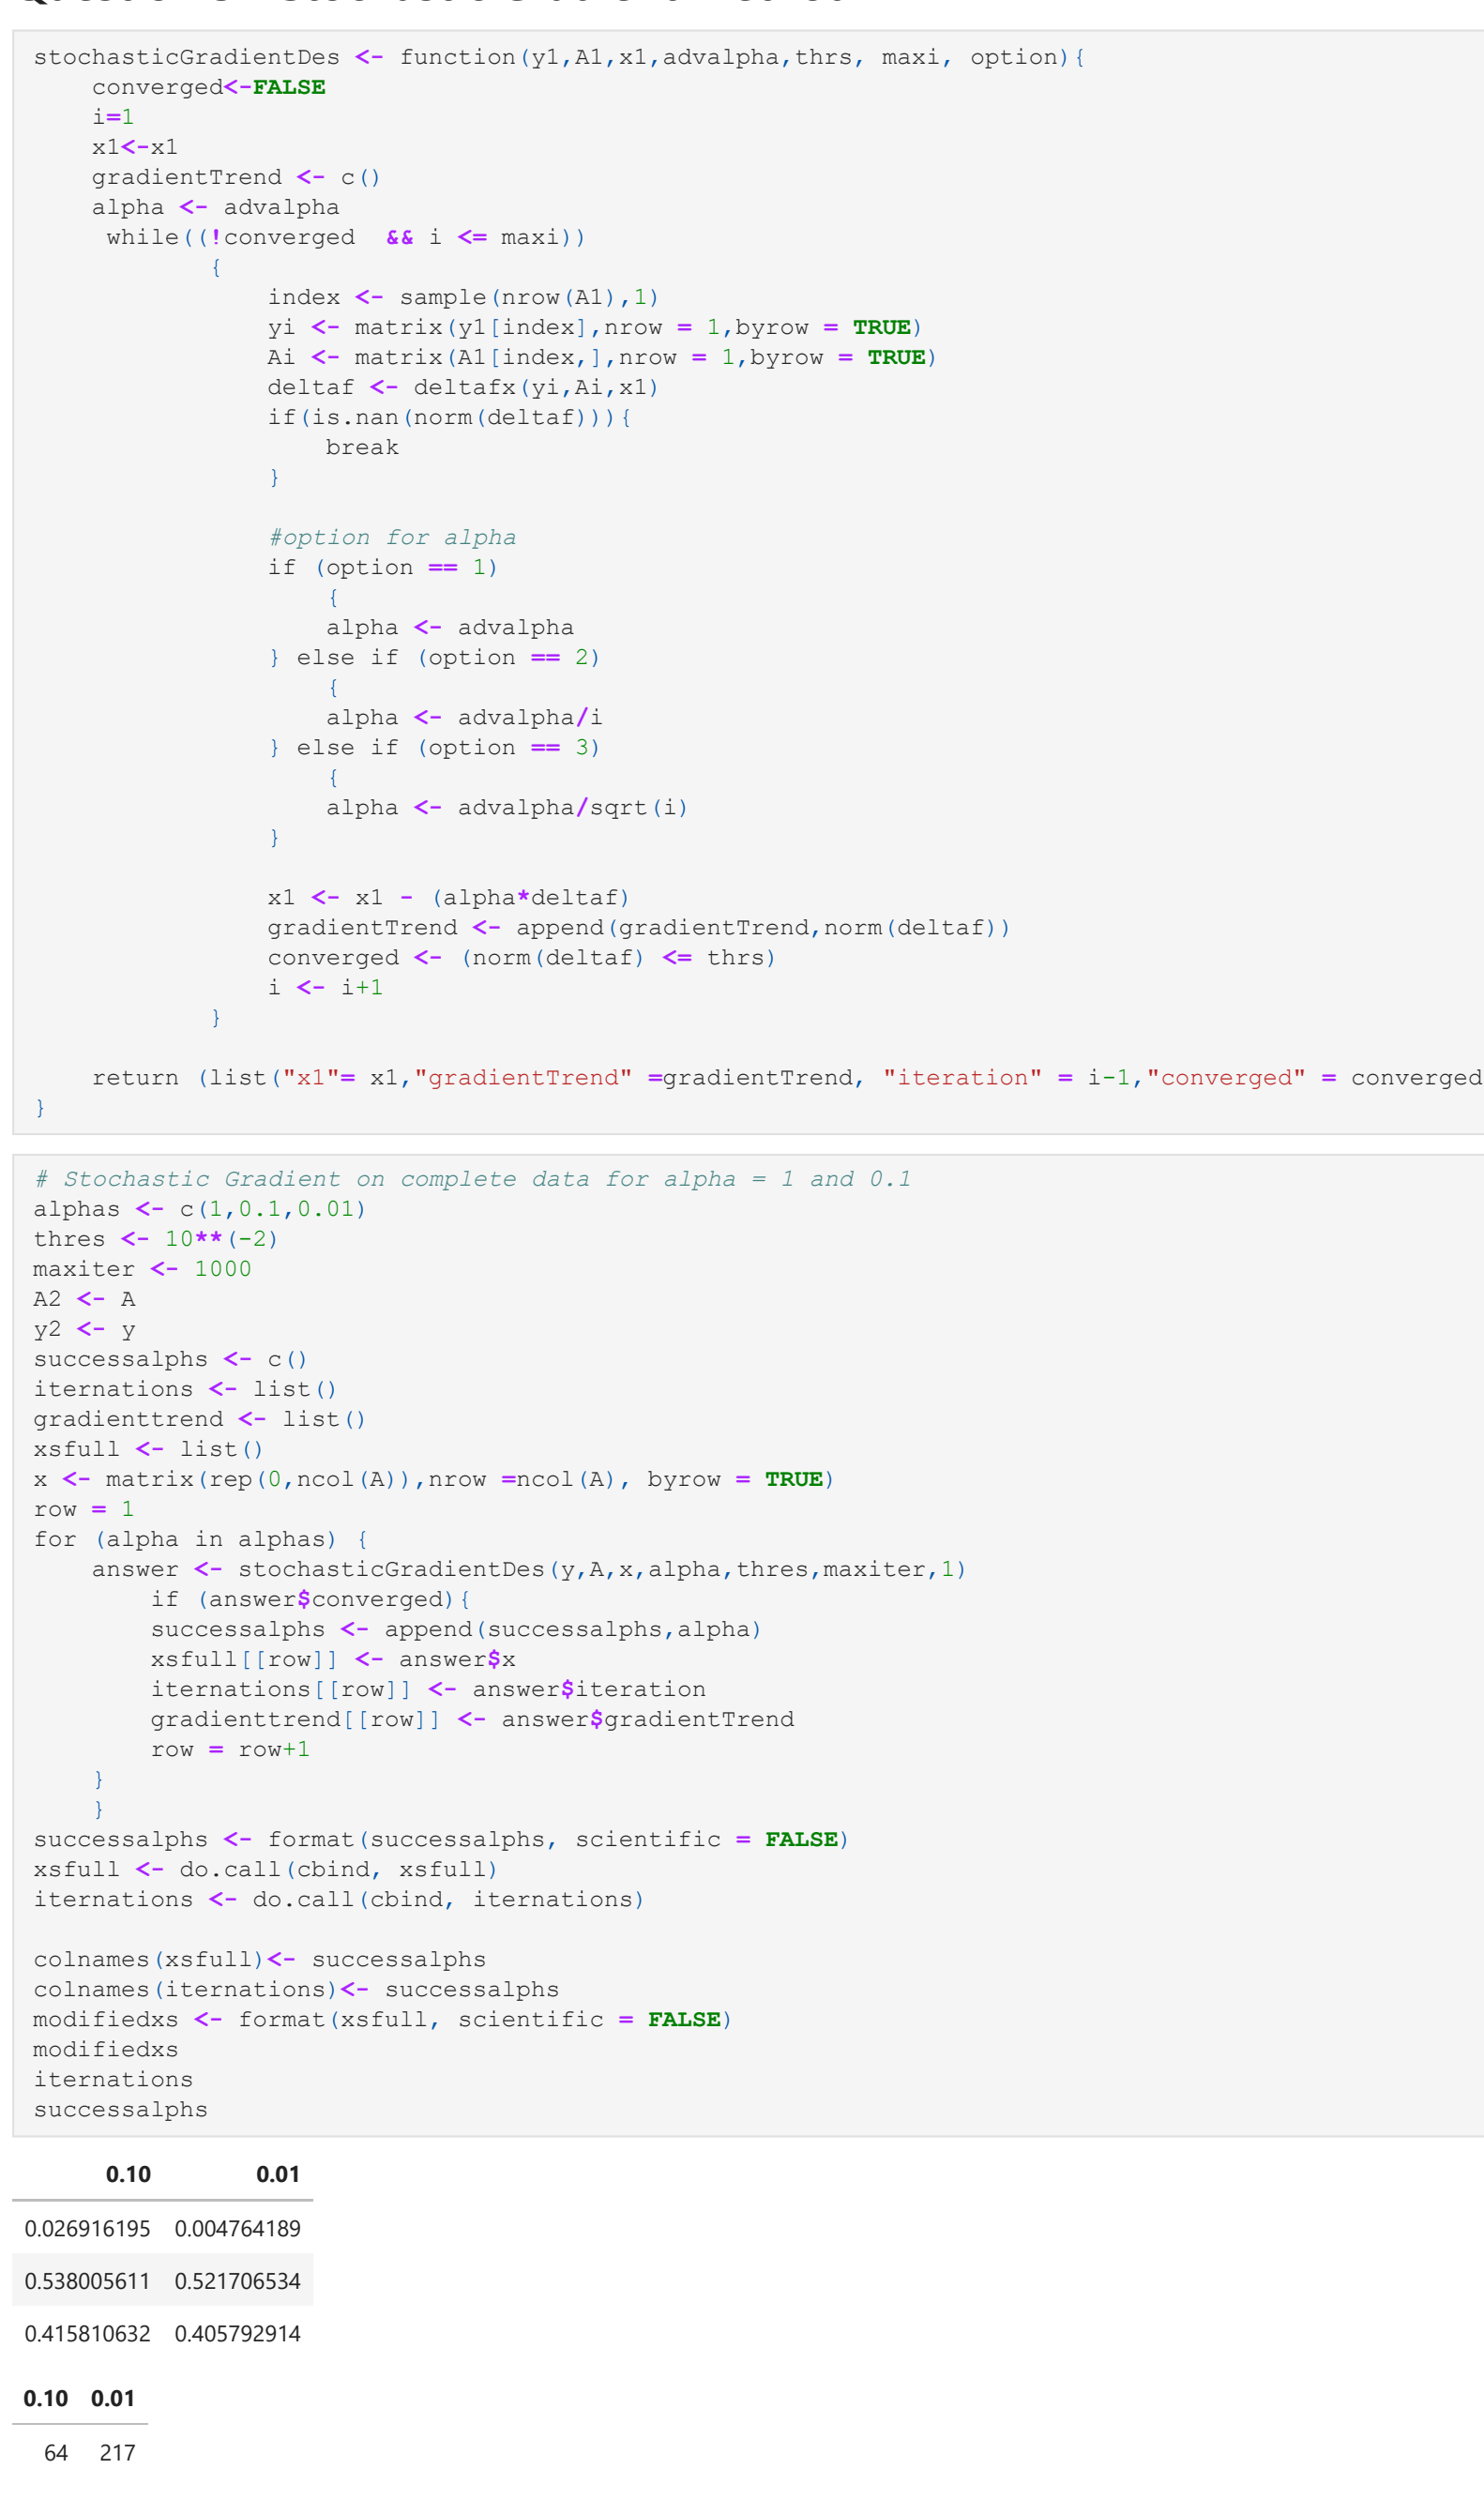 stochasticGradientDes <- function(y1,A1,x1,advalpha,thrs, maxi, option){
    converged<-FALSE
    i=1
    x1<-x1
    gradientTrend <- c()
    alpha <- advalpha
     while((!converged  && i <= maxi))
            {
                index <- sample(nrow(A1),1)
                yi <- matrix(y1[index],nrow = 1,byrow = TRUE)
                Ai <- matrix(A1[index,],nrow = 1,byrow = TRUE)
                deltaf <- deltafx(yi,Ai,x1)
                if(is.nan(norm(deltaf))){
                    break
                }
                #option for alpha
                if (option == 1)
                    {
                    alpha <- advalpha
                } else if (option == 2)
                    {
                    alpha <- advalpha/i
                } else if (option == 3)
                    {
                    alpha <- advalpha/sqrt(i)
                }
                x1 <- x1 - (alpha*deltaf)
                gradientTrend <- append(gradientTrend,norm(deltaf))
                converged <- (norm(deltaf) <= thrs)
                i <- i+1
            }
    return (list("x1"= x1,"gradientTrend" =gradientTrend, "iteration" = i-1,"converged" = converged
}
# Stochastic Gradient on complete data for alpha = 1 and 0.1
alphas <- c(1,0.1,0.01)
thres <- 10**(-2)
maxiter <- 1000
A2 <- A
y2 <- y
successalphs <- c()
iternations <- list()
gradienttrend <- list()
xsfull <- list()
x <- matrix(rep(0,ncol(A)),nrow =ncol(A), byrow = TRUE)
row = 1
for (alpha in alphas) {
    answer <- stochasticGradientDes(y,A,x,alpha,thres,maxiter,1)
        if (answer$converged){
        successalphs <- append(successalphs,alpha)
        xsfull[[row]] <- answer$x
        iternations[[row]] <- answer$iteration
        gradienttrend[[row]] <- answer$gradientTrend
        row = row+1
    }
    }
successalphs <- format(successalphs, scientific = FALSE)
xsfull <- do.call(cbind, xsfull)
iternations <- do.call(cbind, iternations)
colnames(xsfull)<- successalphs
colnames(iternations)<- successalphs
modifiedxs <- format(xsfull, scientific = FALSE)
modifiedxs
iternations
successalphs
0.10 0.01
0.026916195 0.004764189
0.538005611 0.521706534
0.415810632 0.405792914
0.10 0.01
64 217